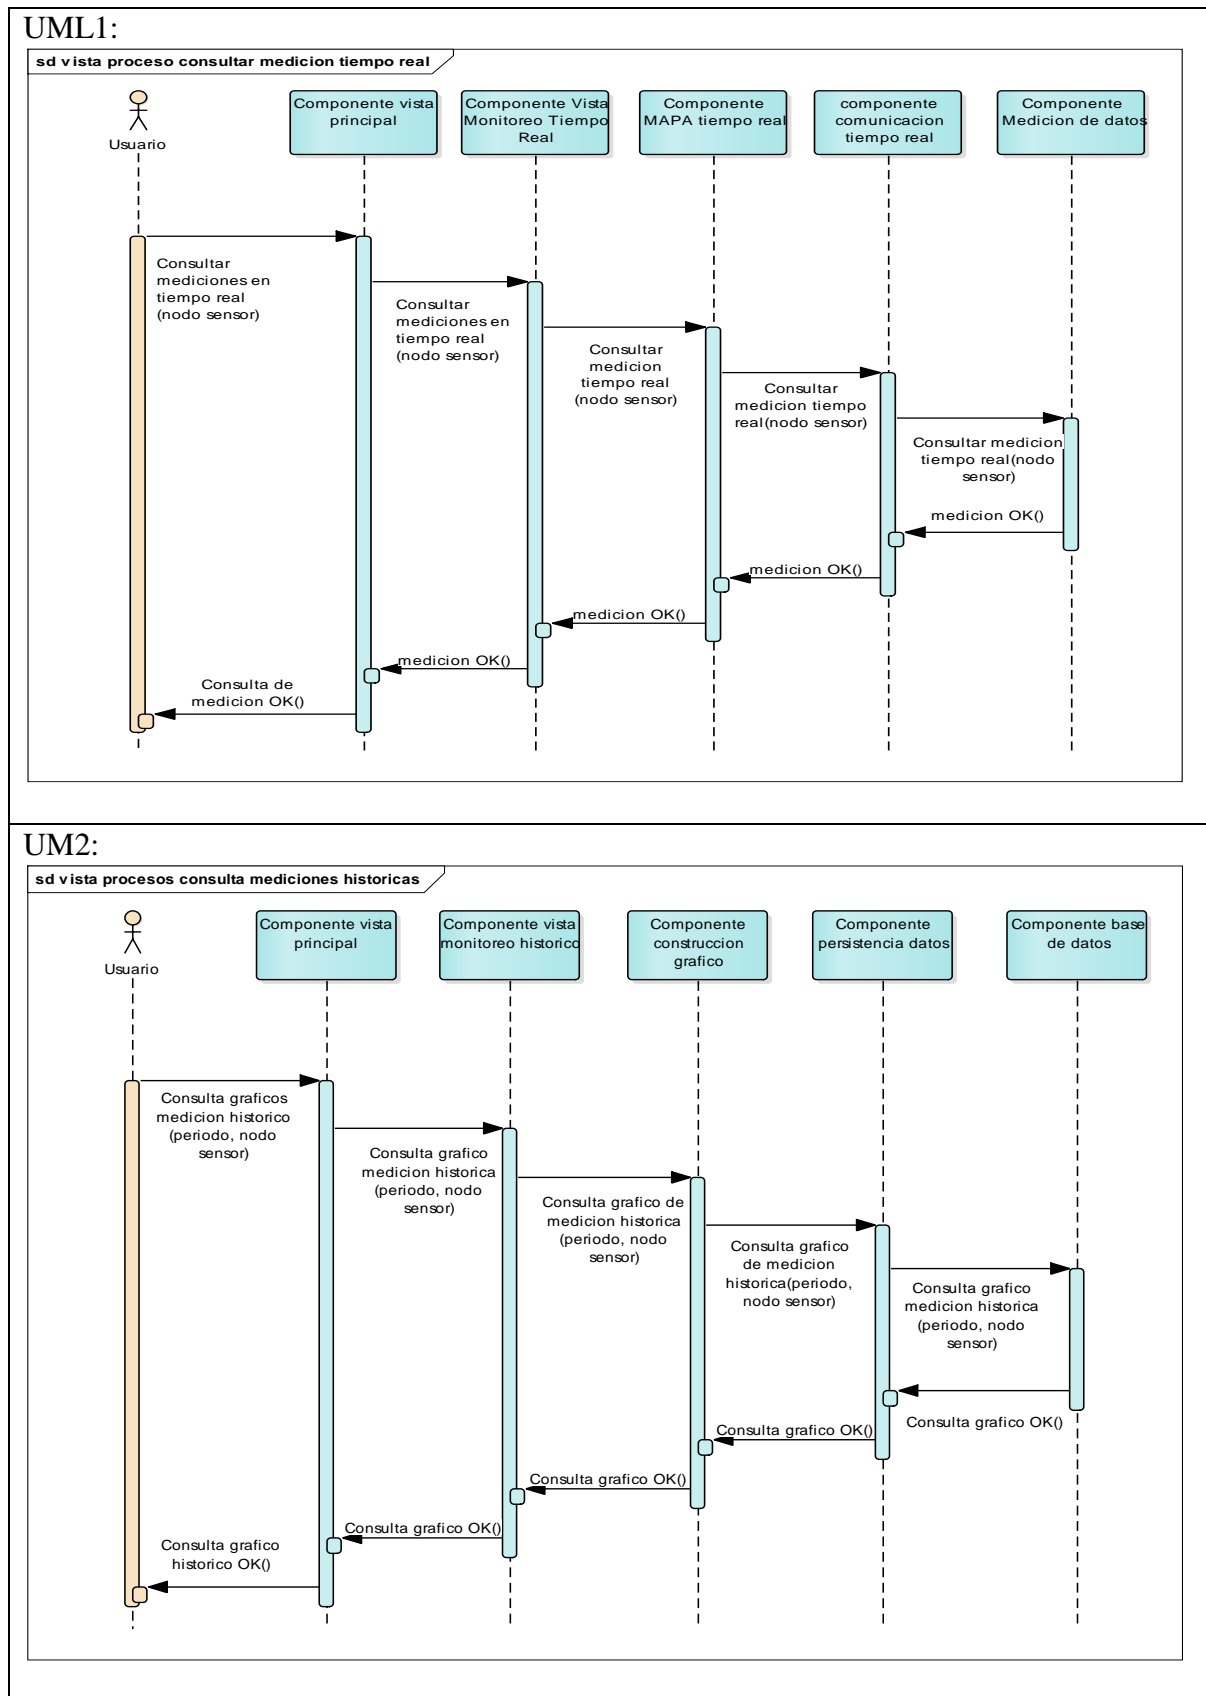 UML1:
sd vista proceso consultar medicion tiempo real
Usuario
Componente vista
principal
Componente Vista
Monitoreo Tiempo
Real
Componente
MAPA tiempo real
componente
comunicacion
tiempo real
Componente
Medicion de datos
Consultar
mediciones en
tiempo real
(nodo sensor)
Consultar
mediciones en
tiempo real
(nodo sensor)
Consultar
medicion
tiempo real
(nodo sensor)
Consultar
medicion tiempo
real(nodo sensor)
Consultar medicion
tiempo real(nodo
sensor)
medicion OK()
medicion OK()
medicion OK()
medicion OK()
Consulta de
medicion OK()
UM2:
sd vista procesos consulta mediciones historicas
Usuario
Componente vista
principal
Componente vista
monitoreo historico
Componente
construccion
grafico
Componente
persistencia datos
Componente base
de datos
Consulta graficos
medicion historico
(periodo, nodo
sensor)
Consulta grafico
medicion historica
(periodo, nodo
sensor)
Consulta grafico de
medicion historica
(periodo, nodo
sensor)
Consulta grafico
de medicion
historica(periodo,
nodo sensor)
Consulta grafico
medicion historica
(periodo, nodo
sensor)
Consulta grafico OK()
Consulta grafico OK()
Consulta grafico OK()
Consulta grafico OK()
Consulta grafico
historico OK()